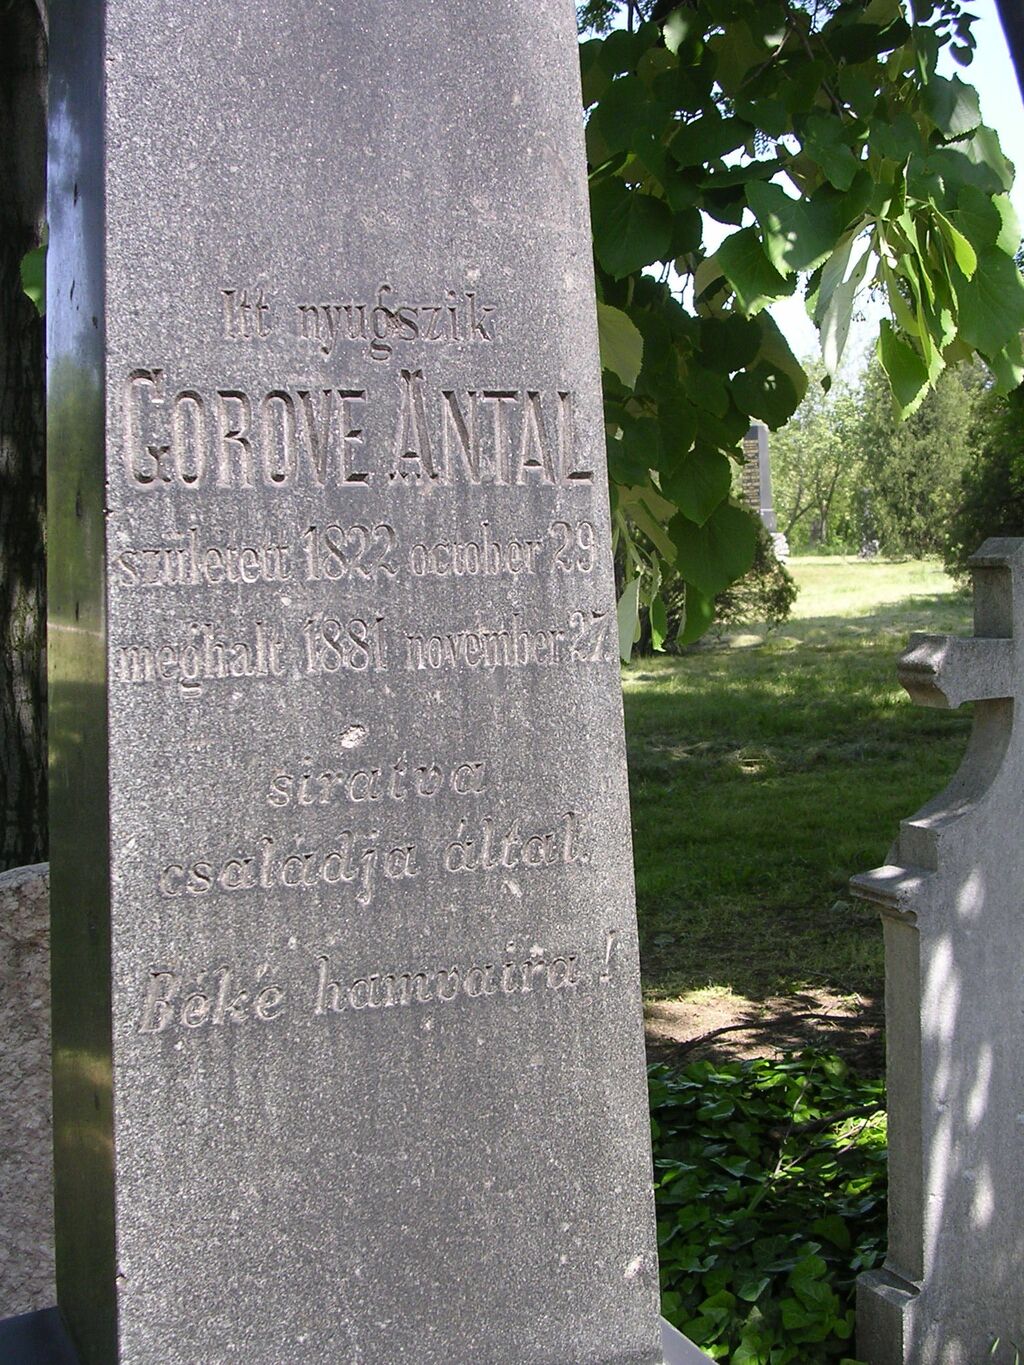 Itt nyugszik
GOROVE ANTAL
született 1822 october 29
meghalt 1881 november 27.
siratva
családja által.
Béke hamvaira!